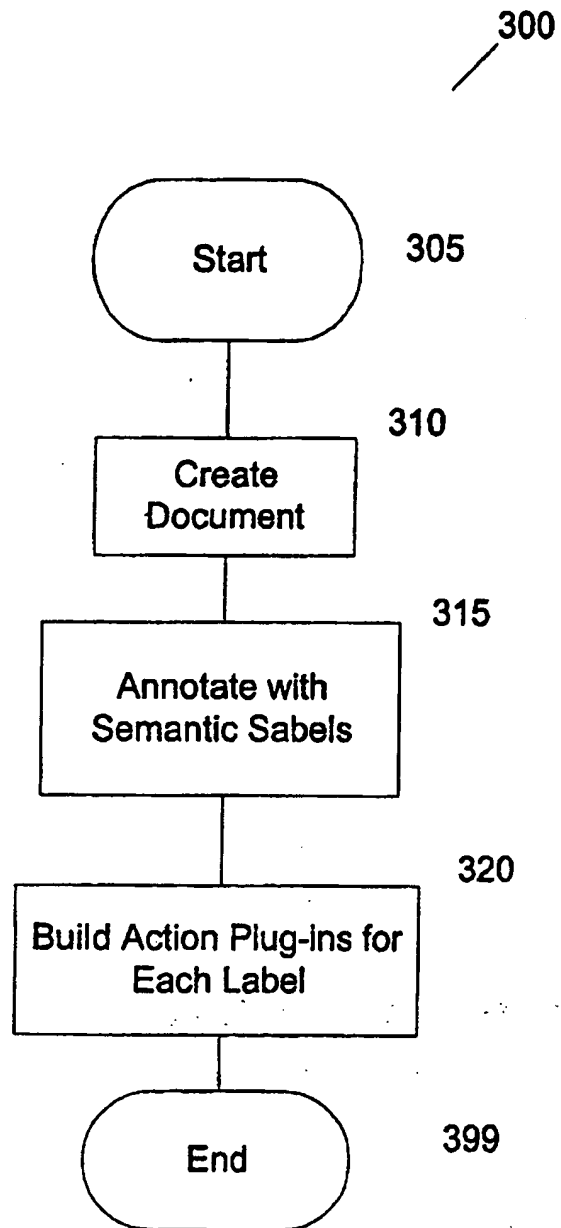 300
Start
305
310
Create
Document
315
Annotate with
Semantic Sabels
320
Build Action Plug-ins for
Each Label
End
399